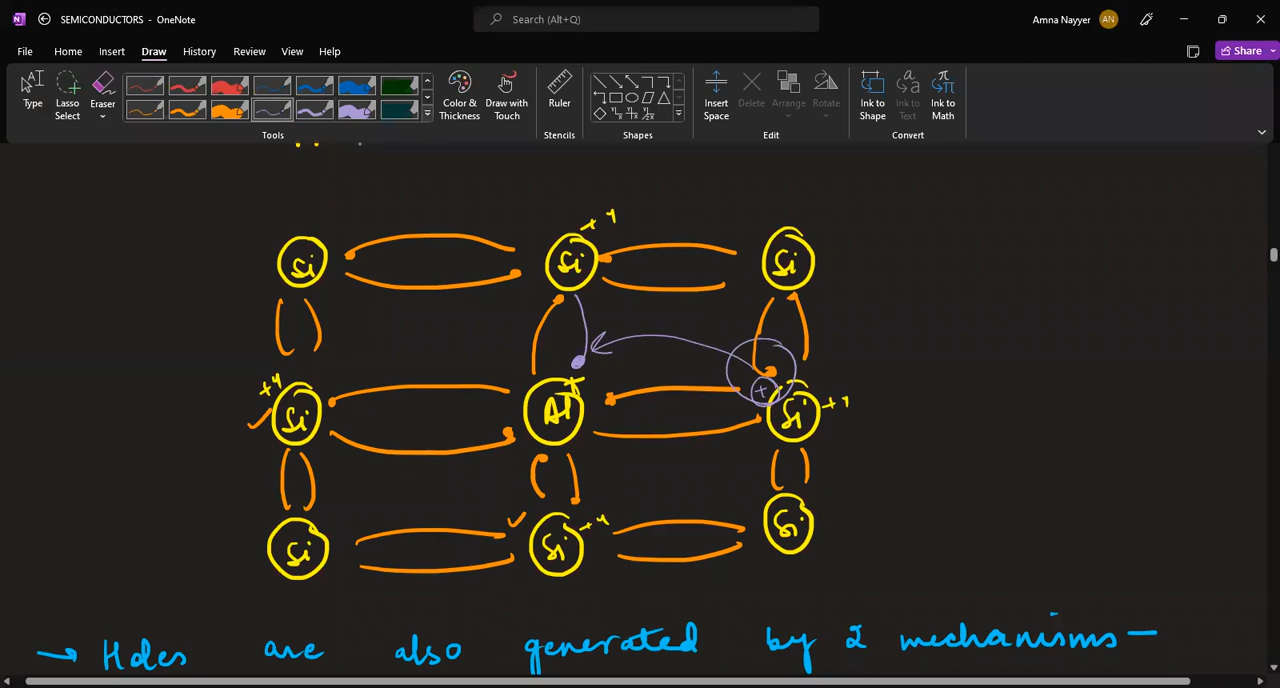 SEMICONDUCTORS - OneNote
Search (Alt+Q)
Amna Nayyer AN
File Home Insert Draw History Review View Help
Share
Type
Lasso Select
Eraser
Color & Thickness
Draw with Touch
Ruler
Insert Space
Delete
Arrange
Rotate
Ink to Shape
Ink to Text
Ink to Math
Tools
Stencils
Shapes
Edit
Convert
Si Si +4 Si
+
+4 Si Al Si +4
Si Si +4 Si
→ Holes are also generated by 2 mechanisms –